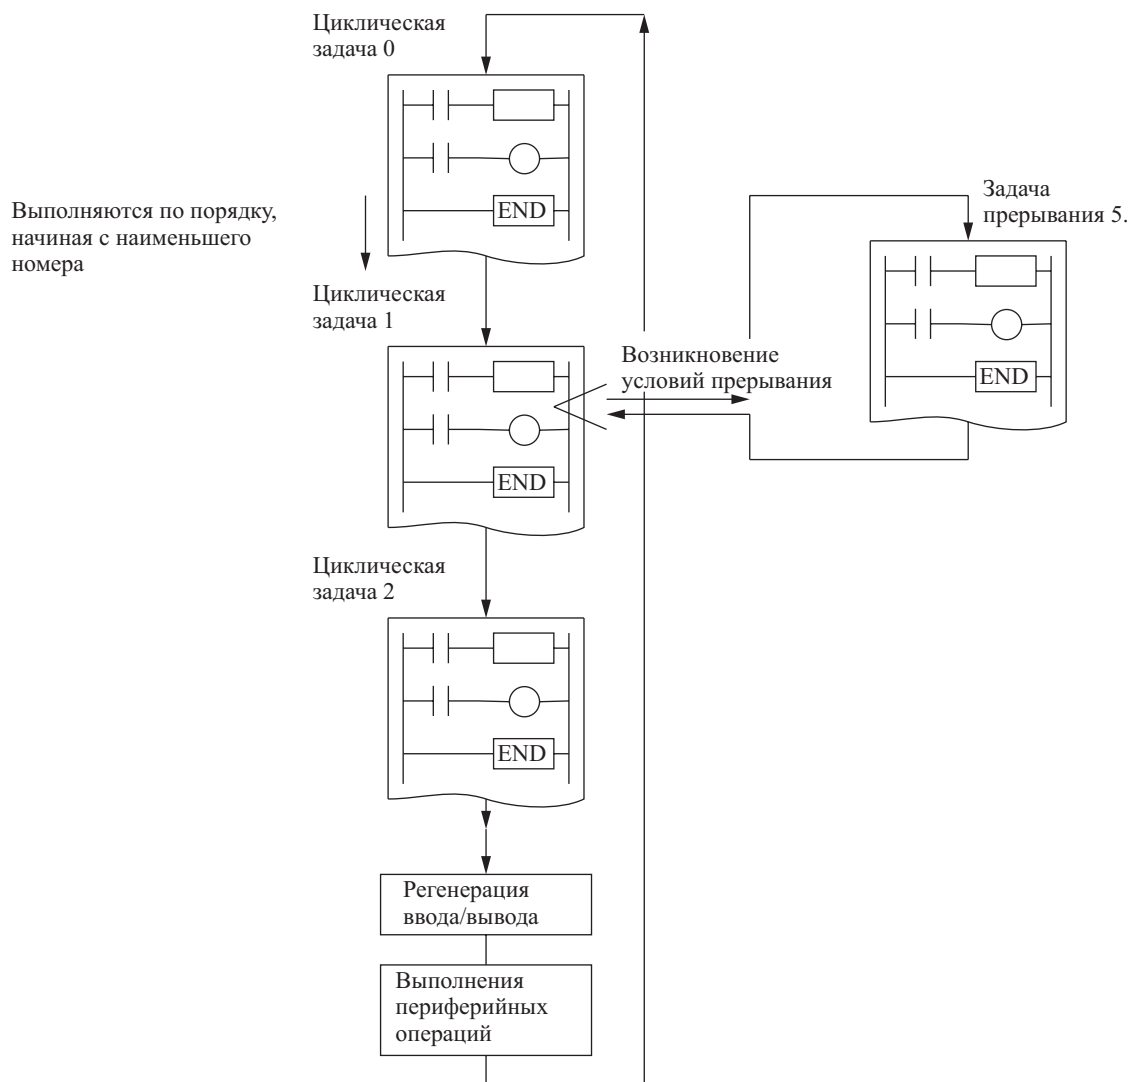 Циклическая
задача 0
END
Выполняются по порядку,
начиная с наименьшего
номера
Задача
прерывания 5.
END
Циклическая
задача 1
Возникновение
условий прерывания
END
Циклическая
задача 2
END
Регенерация
ввода/вывода
Выполнения
периферийных
операций